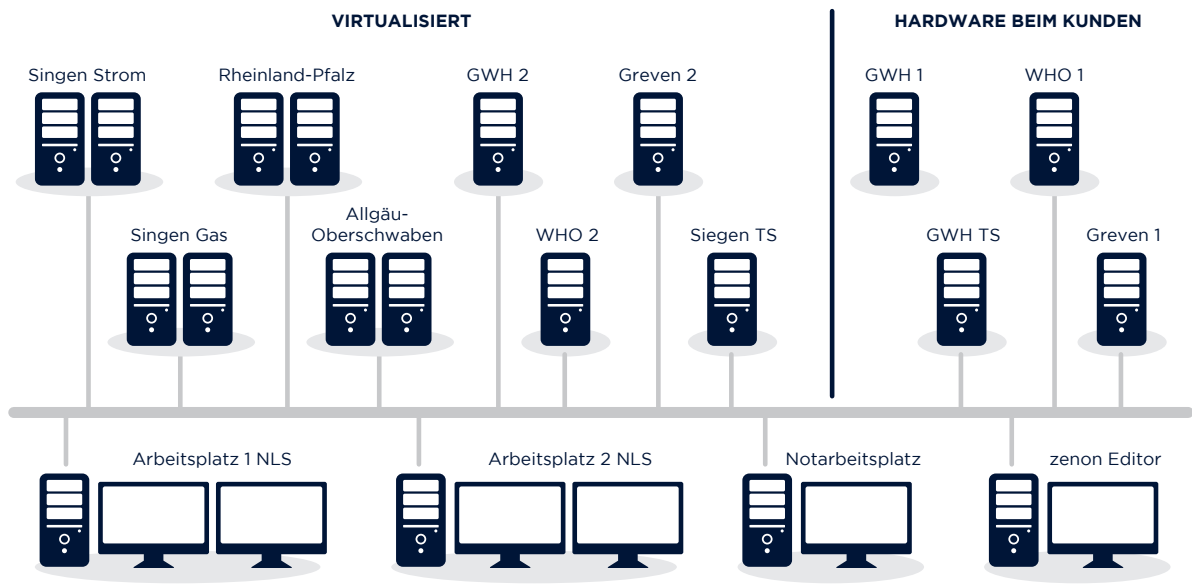 VIRTUALISIERT
HARDWARE BEIM KUNDEN
Singen Strom
Rheinland-Pfalz
GWH 2
Greven 2
GWH 1
WHO 1
Singen Gas
Allgäu-
Oberschwaben
WHO 2
Siegen TS
GWH TS
Greven 1
Arbeitsplatz 1 NLS
Arbeitsplatz 2 NLS
Notarbeitsplatz
zenon Editor